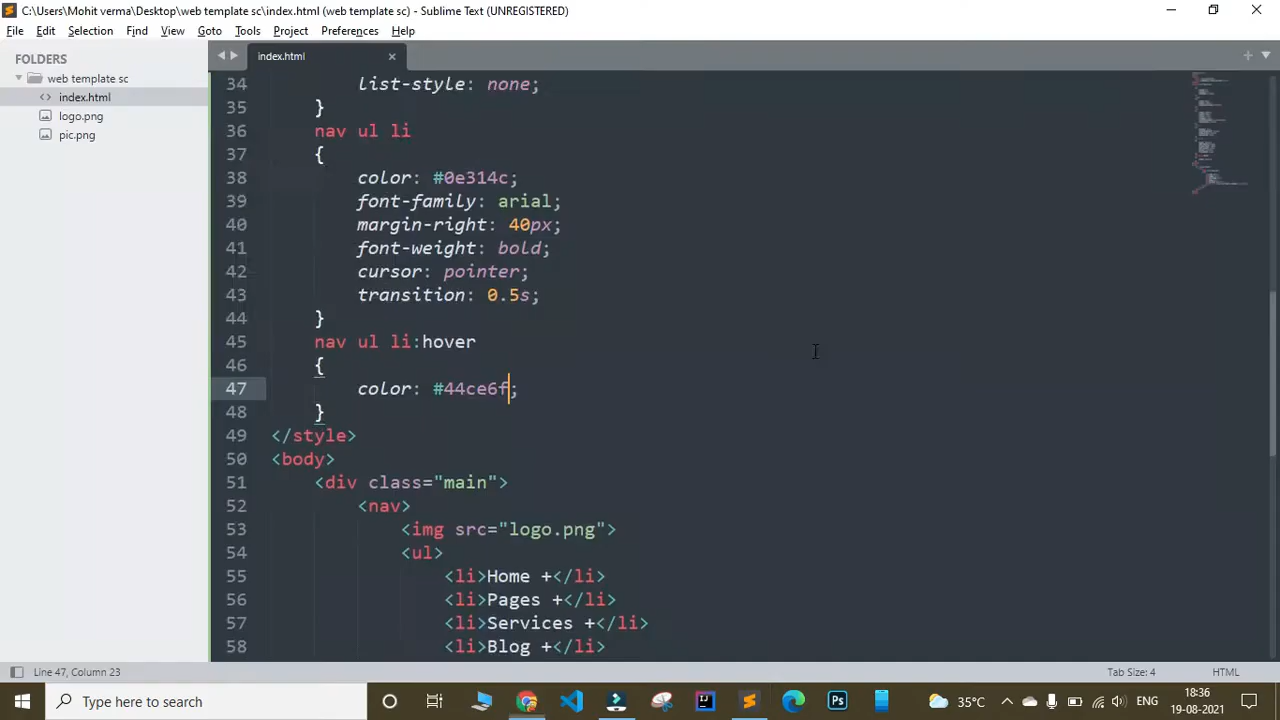 C:\Users\Mohit verma\Desktop\web template sc\index.html (web template sc) - Sublime Text (UNREGISTERED)
File Edit Selection Find View Goto Tools Project Preferences Help
FOLDERS
web template sc
<> index.html
logo.png
pic.png
index.html
34 list-style: none;
35 }
36 nav ul li
37 {
38 color: #0e314c;
39 font-family: arial;
40 margin-right: 40px;
41 font-weight: bold;
42 cursor: pointer;
43 transition: 0.5s;
44 }
45 nav ul li:hover
46 {
47 color: #44ce6f;
48 }
49 </style>
50 <body>
51 <div class="main">
52 <nav>
53 <img src="logo.png">
54 <ul>
55 <li>Home +</li>
56 <li>Pages +</li>
57 <li>Services +</li>
58 <li>Blog +</li>
Line 47, Column 23
Tab Size: 4
HTML
Type here to search
Ps
35°C
ENG
18:36
19-08-2021